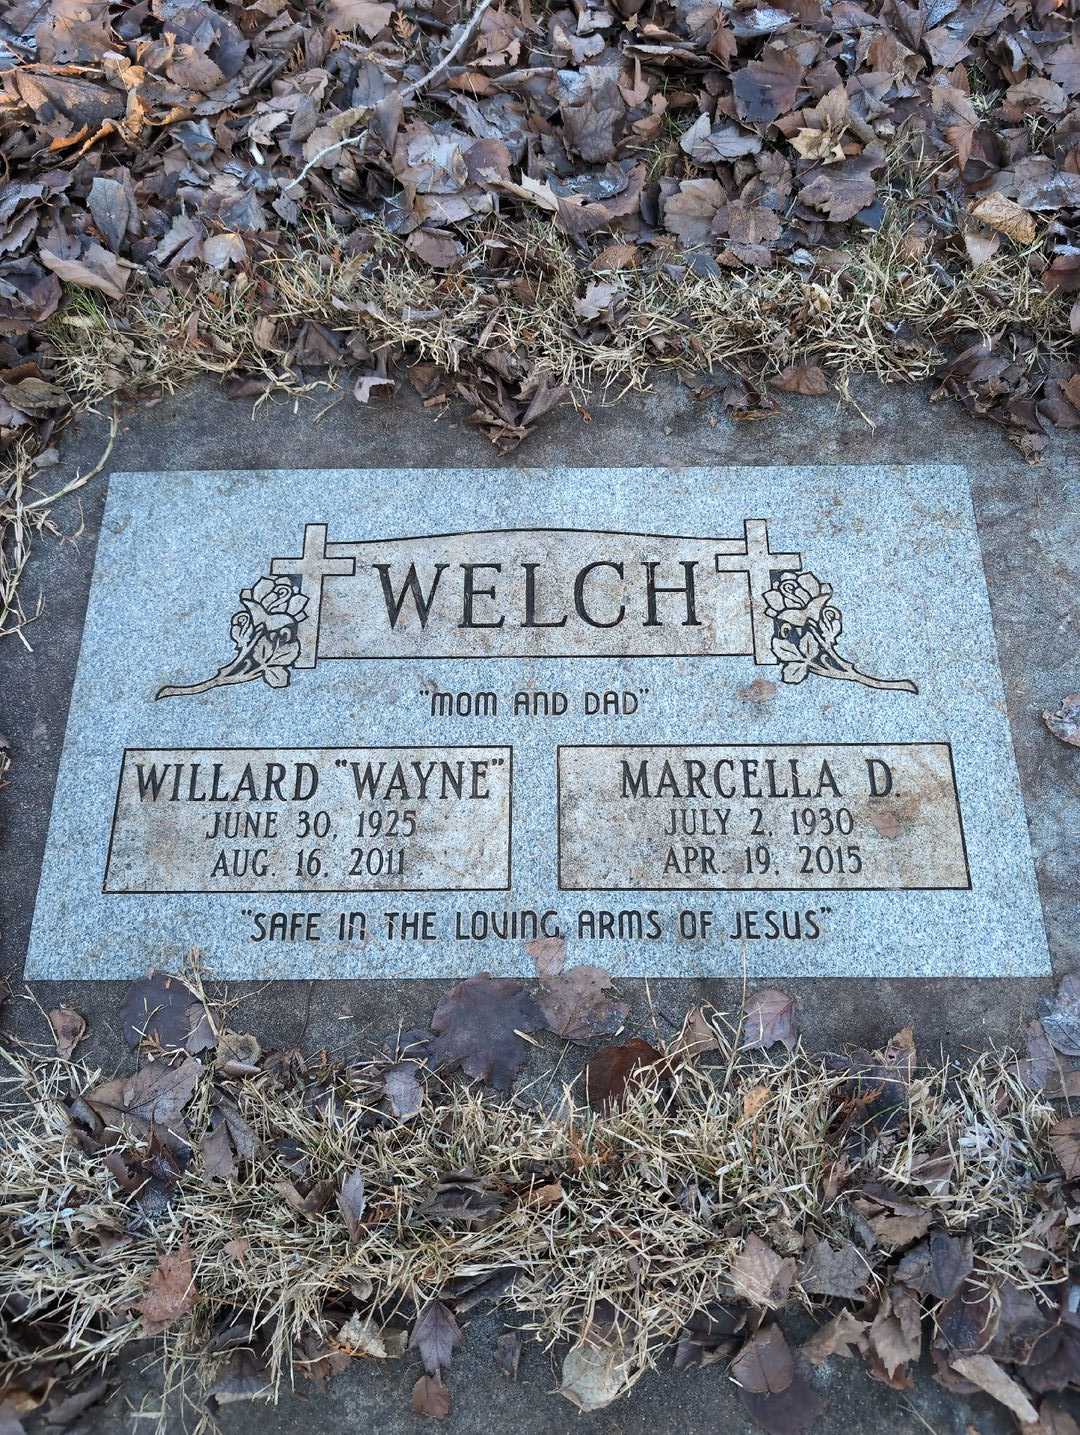 WELCH
"MOM AND DAD"
WILLARD "WAYNE"
JUNE 30, 1925
AUG. 16, 2011
MARCELLA D.
JULY 2, 1930
APR. 19, 2015
"SAFE IN THE LOVING ARMS OF JESUS"